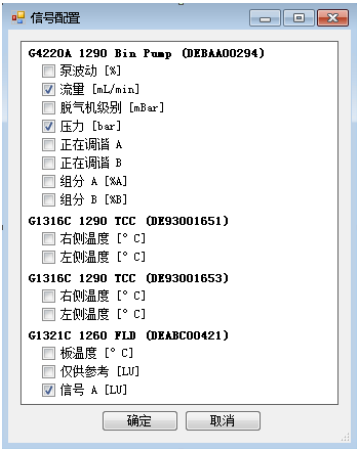 信号配置
G4220A 1290 Bin Pump (DEBAA00294)
泵波动 [%]
流量 [mL/min]
脱气机级别 [mBar]
压力 [bar]
正在调谐 A
正在调谐 B
组分 A [%A]
组分 B [%B]
G1316C 1290 TCC (DE93001651)
右侧温度 [° C]
左侧温度 [° C]
G1316C 1290 TCC (DE93001653)
右侧温度 [° C]
左侧温度 [° C]
G1321C 1260 FLD (DEABC00421)
板温度 [° C]
仅供参考 [LU]
信号 A [LU]
确定 取消